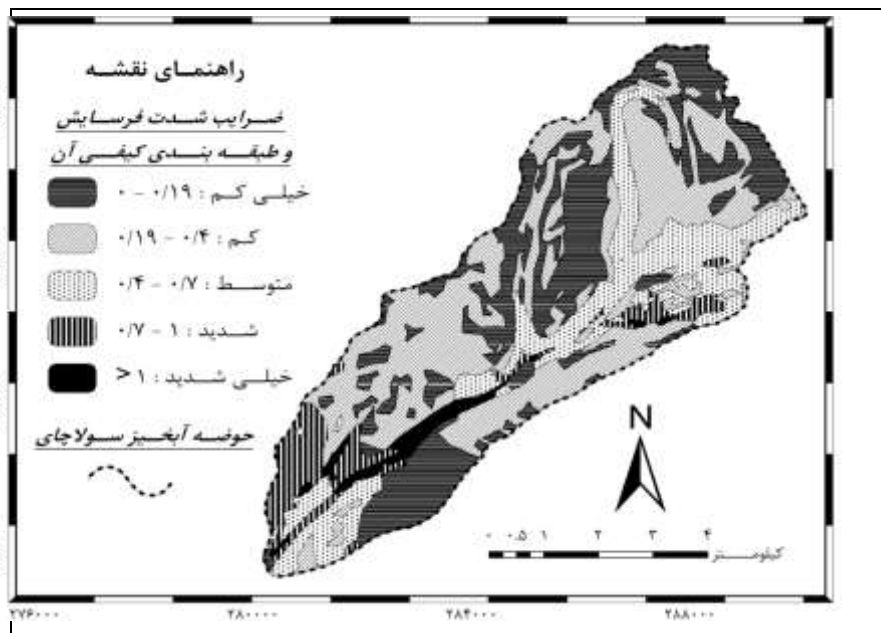 راهنمای نقشه
ضرایب شدت فرسایش
و طبقه بندی کیفی آن
خیلی کم : ۰/۱۹ - ۰
کم : ۰/۴ - ۰/۱۹
متوسط : ۰/۷ - ۰/۴
شدید : ۱ - ۰/۷
خیلی شدید : ۱ <
حوضه آبخیز سولاچای
N
۰ ۰.۵ ۱ ۲ ۳ ۴
کیلومتر
۲۷۶۰۰۰ ۲۸۰۰۰۰ ۲۸۴۰۰۰ ۲۸۸۰۰۰